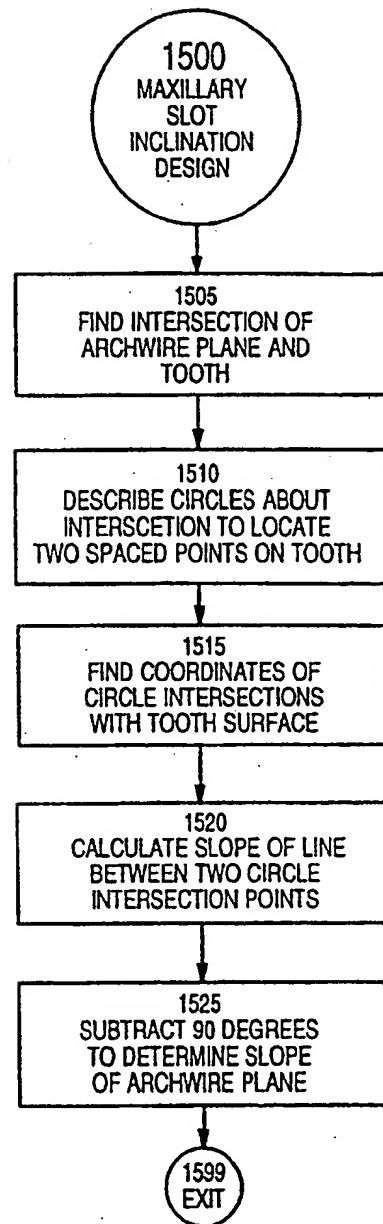 1500
MAXILLARY
SLOT
INCLINATION
DESIGN
1505
FIND INTERSECTION OF
ARCHWIRE PLANE AND
TOOTH
1510
DESCRIBE CIRCLES ABOUT
INTERSCETION TO LOCATE
TWO SPACED POINTS ON TOOTH
1515
FIND COORDINATES OF
CIRCLE INTERSECTIONS
WITH TOOTH SURFACE
1520
CALCULATE SLOPE OF LINE
BETWEEN TWO CIRCLE
INTERSECTION POINTS
1525
SUBTRACT 90 DEGREES
TO DETERMINE SLOPE
OF ARCHWIRE PLANE
1599
EXIT